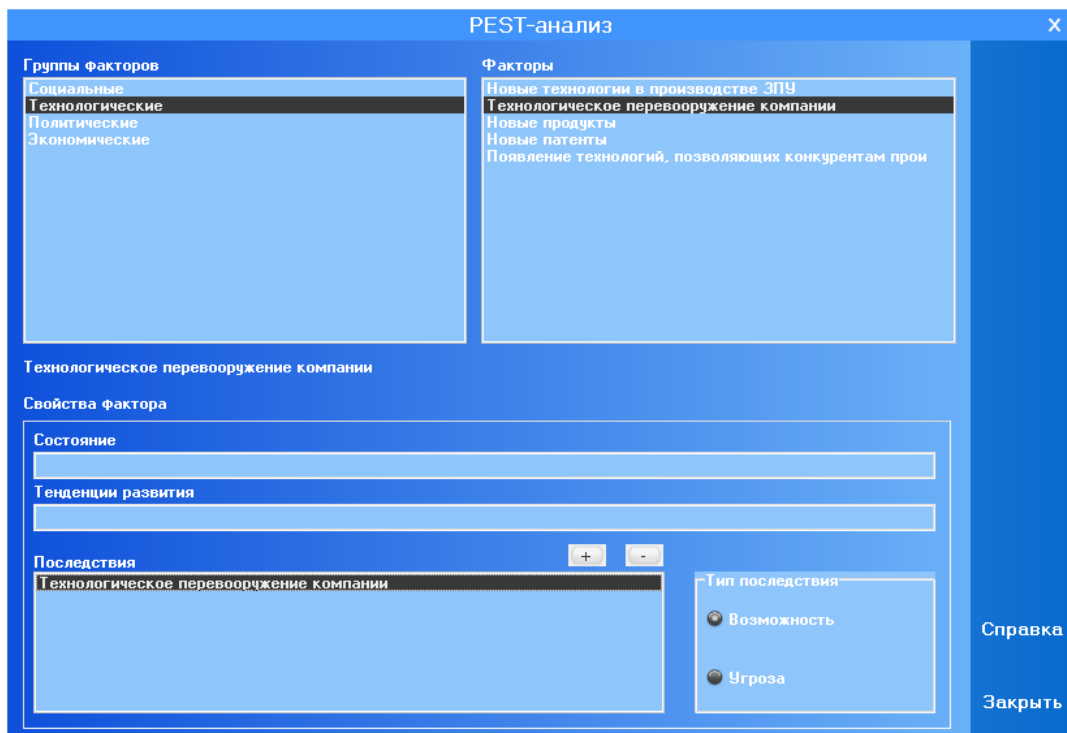 PEST-анализ X
Группы факторов
Социальные
Технологические
Политические
Экономические
Факторы
Новые технологии в производстве ЗПУ
Технологическое перевооружение компании
Новые продукты
Новые патенты
Появление технологий, позволяющих конкурентам прои
Технологическое перевооружение компании
Свойства фактора
Состояние
Тенденции развития
Последствия
+ -
Технологическое перевооружение компании
Тип последствия
Возможность
Угроза
Справка
Закрыть